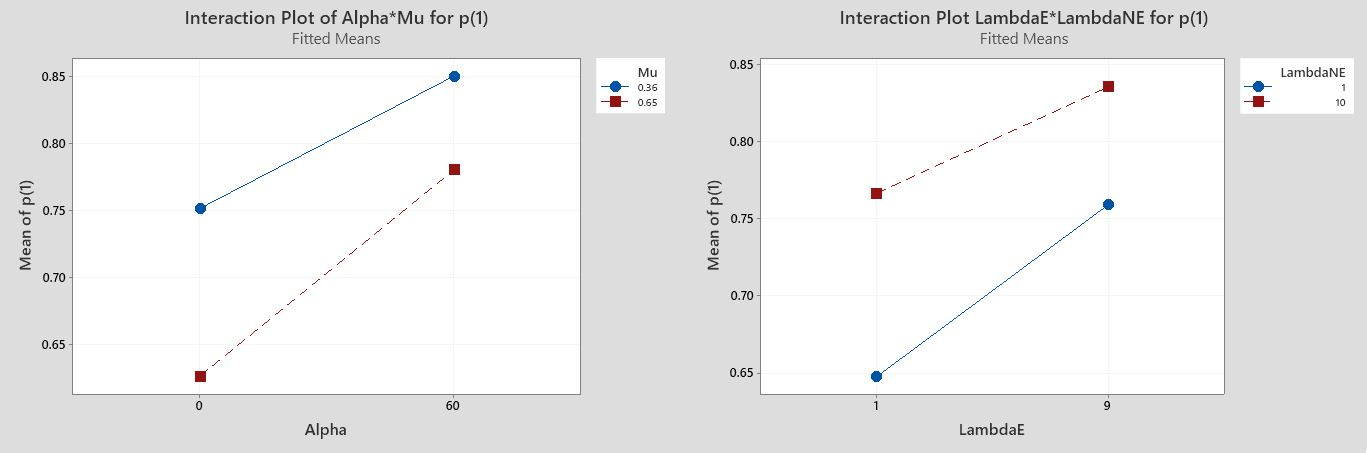 Interaction Plot of Alpha*Mu for p(1)
Fitted Means
Mean of p(1)
0.85
0.80
0.75
0.70
0.65
0 60
Alpha
Mu
0.36
0.65
Interaction Plot LambdaE*LambdaNE for p(1)
Fitted Means
Mean of p(1)
0.85
0.80
0.75
0.70
0.65
1 9
LambdaE
LambdaNE
1
10